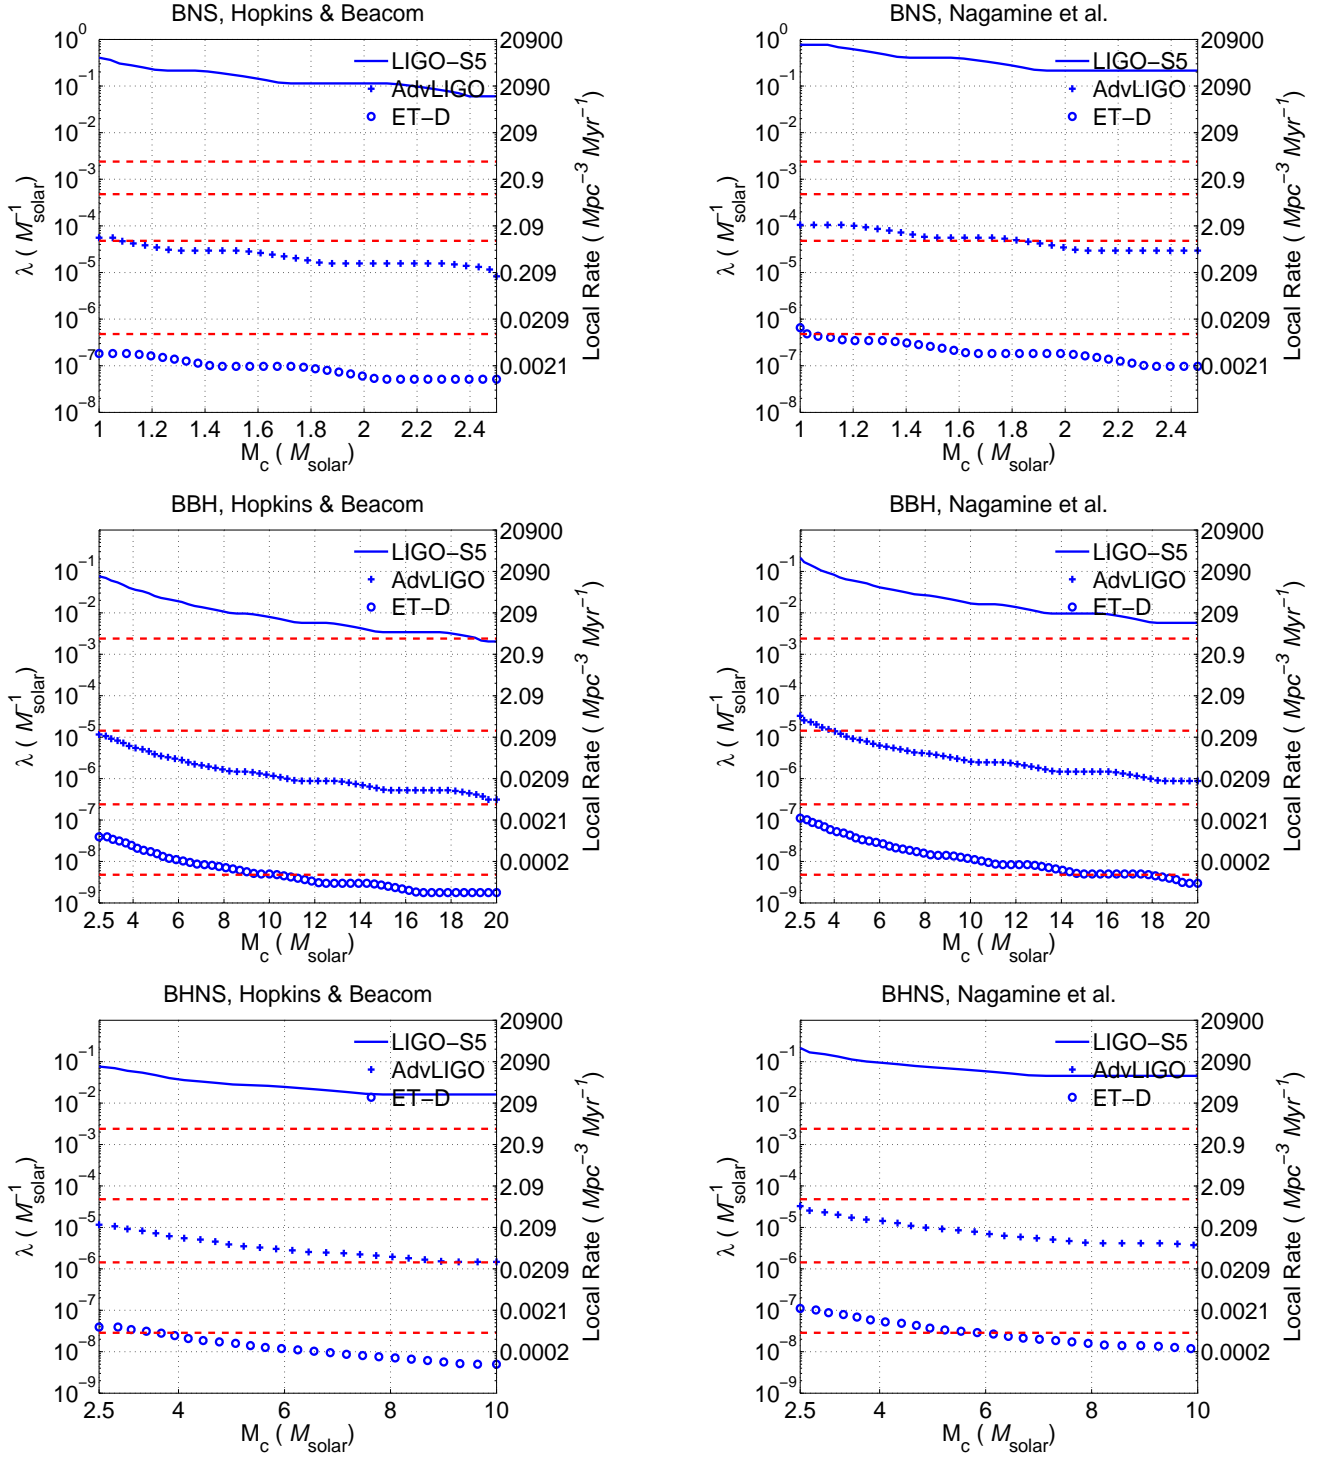 BNS, Hopkins & Beacom
10^0
10^−1
10^−2
10^−3
10^−4
10^−5
10^−6
10^−7
10^−8
λ ( M^−1_solar)
20900
2090
209
20.9
2.09
0.209
0.0209
0.0021
Local Rate ( Mpc^−3 Myr^−1)
LIGO−S5
AdvLIGO
ET−D
1 1.2 1.4 1.6 1.8 2 2.2 2.4
M_c ( M_solar)
BNS, Nagamine et al.
10^0
10^−1
10^−2
10^−3
10^−4
10^−5
10^−6
10^−7
10^−8
λ ( M^−1_solar)
20900
2090
209
20.9
2.09
0.209
0.0209
0.0021
Local Rate ( Mpc^−3 Myr^−1)
LIGO−S5
AdvLIGO
ET−D
1 1.2 1.4 1.6 1.8 2 2.2 2.4
M_c ( M_solar)
BBH, Hopkins & Beacom
10^−1
10^−2
10^−3
10^−4
10^−5
10^−6
10^−7
10^−8
10^−9
λ ( M^−1_solar)
20900
2090
209
20.9
2.09
0.209
0.0209
0.0021
0.0002
Local Rate ( Mpc^−3 Myr^−1)
LIGO−S5
AdvLIGO
ET−D
2.5 4 6 8 10 12 14 16 18 20
M_c ( M_solar)
BBH, Nagamine et al.
10^−1
10^−2
10^−3
10^−4
10^−5
10^−6
10^−7
10^−8
10^−9
λ ( M^−1_solar)
20900
2090
209
20.9
2.09
0.209
0.0209
0.0021
0.0002
Local Rate ( Mpc^−3 Myr^−1)
LIGO−S5
AdvLIGO
ET−D
2.5 4 6 8 10 12 14 16 18 20
M_c ( M_solar)
BHNS, Hopkins & Beacom
10^−1
10^−2
10^−3
10^−4
10^−5
10^−6
10^−7
10^−8
10^−9
λ ( M^−1_solar)
20900
2090
209
20.9
2.09
0.209
0.0209
0.0021
0.0002
Local Rate ( Mpc^−3 Myr^−1)
LIGO−S5
AdvLIGO
ET−D
2.5 4 6 8 10
M_c ( M_solar)
BHNS, Nagamine et al.
10^−1
10^−2
10^−3
10^−4
10^−5
10^−6
10^−7
10^−8
10^−9
λ ( M^−1_solar)
20900
2090
209
20.9
2.09
0.209
0.0209
0.0021
0.0002
Local Rate ( Mpc^−3 Myr^−1)
LIGO−S5
AdvLIGO
ET−D
2.5 4 6 8 10
M_c ( M_solar)